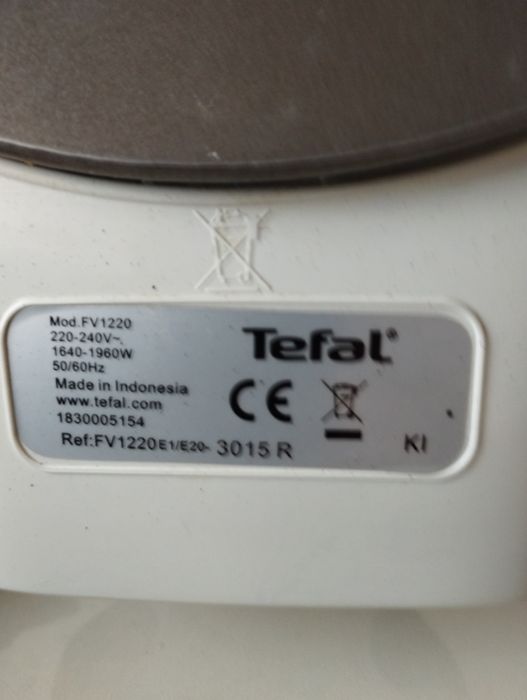 Mod.FV1220
220-240V~
1640-1960W
50/60Hz
Made in Indonesia
www.tefal.com
1830005154
Ref:FV1220E1/E20- 3015 R
Tefal®
CE
KI